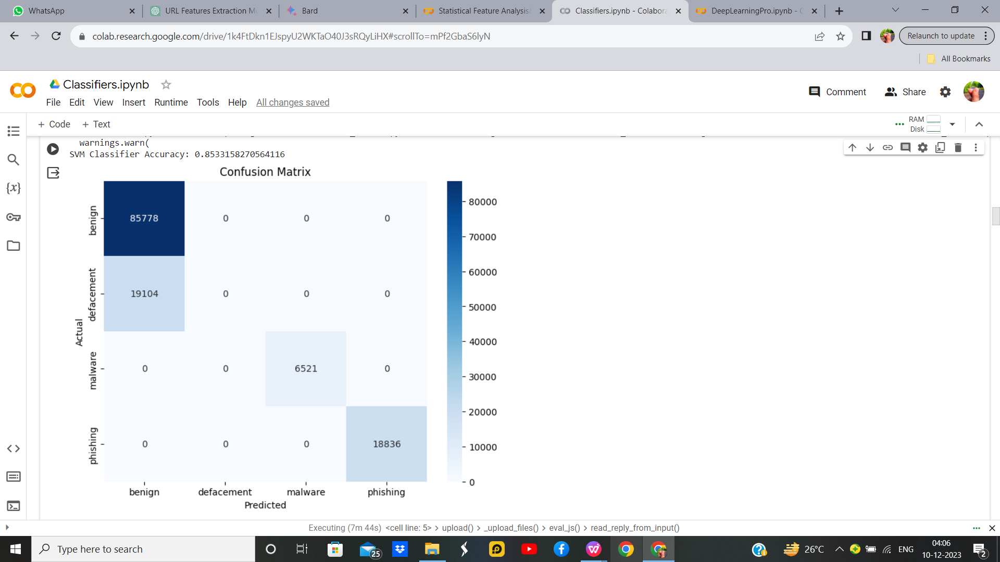 WhatsApp
URL Features Extraction Mo
Bard
Statistical Feature Analysis
Classifiers.ipynb - Colabora
DeepLearningPro.ipynb - C
colab.research.google.com/drive/1k4FtDkn1EJspyU2WKTaO40J3sRQyLiHX#scrollTo=mPf2GbaS6lyN
Relaunch to update
All Bookmarks
Classifiers.ipynb
File Edit View Insert Runtime Tools Help All changes saved
Comment
Share
+ Code + Text
RAM
Disk
warnings.warn(
SVM Classifier Accuracy: 0.8533158270564116
Confusion Matrix
benign 85778 0 0 0
defacement 19104 0 0 0
malware 0 0 6521 0
phishing 0 0 0 18836
Actual
benign defacement malware phishing
Predicted
80000
70000
60000
50000
40000
30000
20000
10000
0
Executing (7m 44s) <cell line: 5> > upload() > _upload_files() > eval_js() > read_reply_from_input()
Type here to search
25
26°C
ENG
04:06
10-12-2023
2